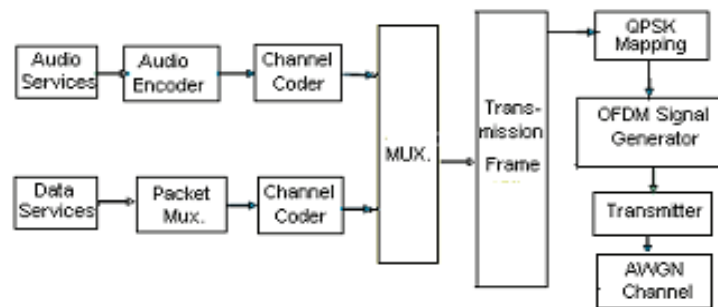 Audio
Services
Audio
Encoder
Channel
Coder
MUX.
Trans-
mission
Frame
QPSK
Mapping
OFDM Signal
Generator
Transmitter
AWGN
Channel
Data
Services
Packet
Mux.
Channel
Coder